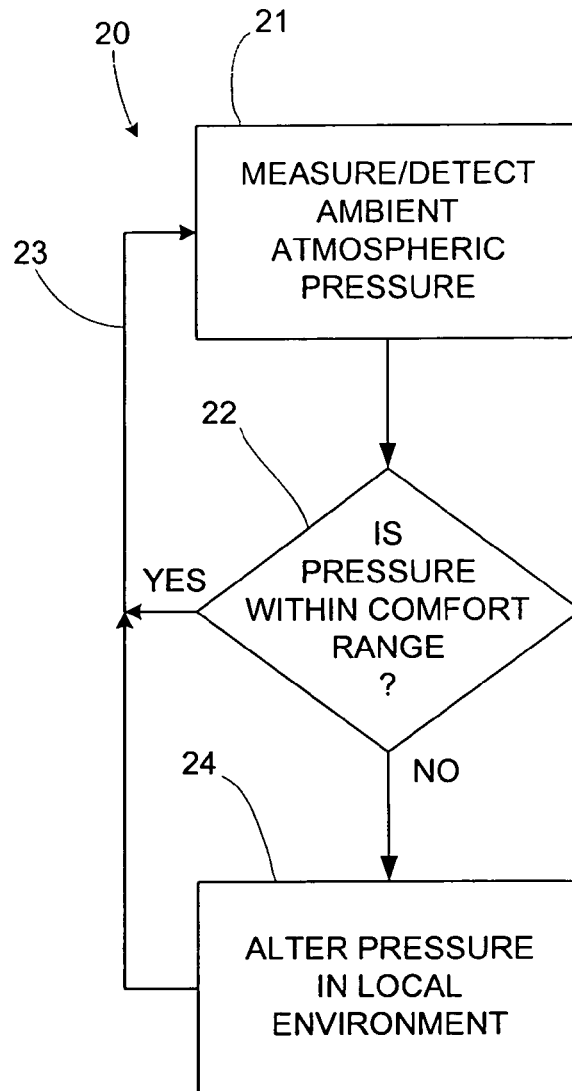 20
21
MEASURE/DETECT
AMBIENT
ATMOSPHERIC
PRESSURE
23
22
IS
PRESSURE
WITHIN COMFORT
RANGE
?
YES
NO
24
ALTER PRESSURE
IN LOCAL
ENVIRONMENT